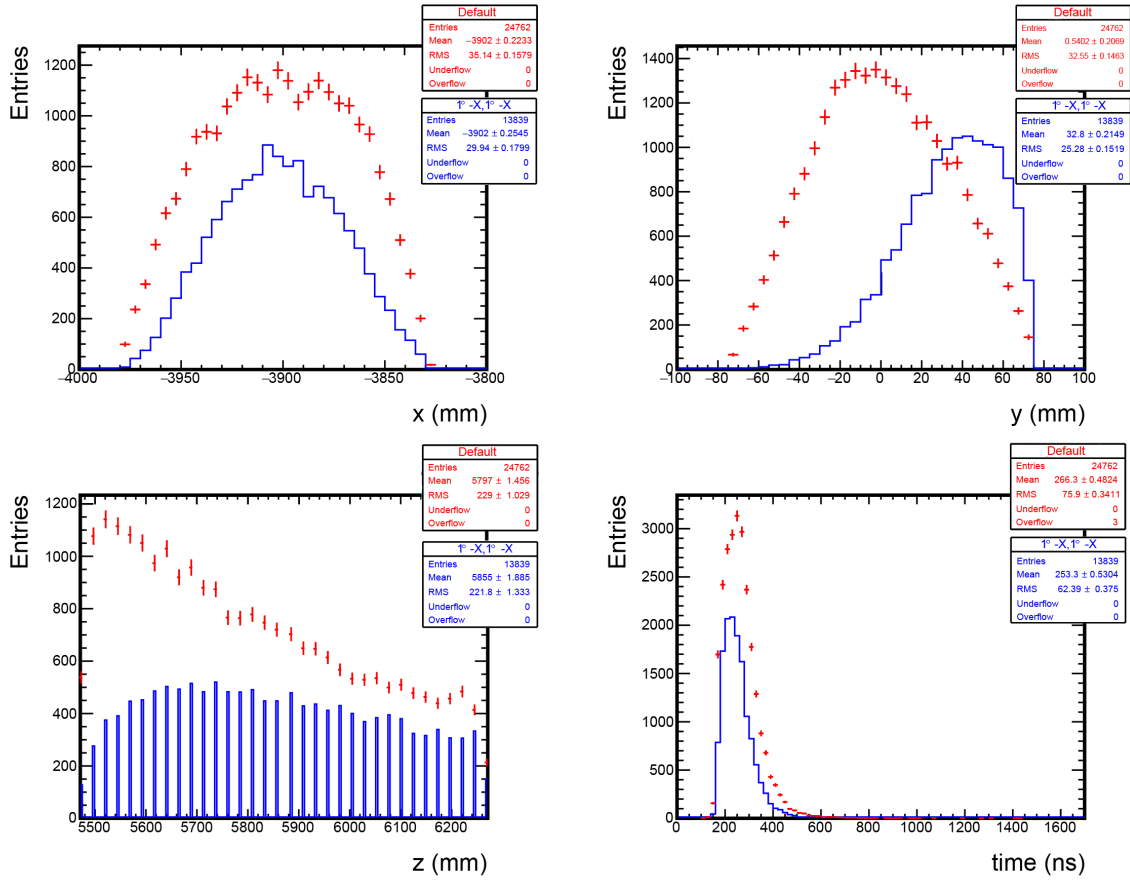 Default
Entries 24762
Mean −3902 ± 0.2233
RMS 35.14 ± 0.1579
Underflow 0
Overflow 0
1° -X,1° -X
Entries 13839
Mean −3902 ± 0.2545
RMS 29.94 ± 0.1799
Underflow 0
Overflow 0
Entries
1200
1000
800
600
400
200
0
−4000 −3950 −3900 −3850 −3800
x (mm)
Default
Entries 24762
Mean 0.5402 ± 0.2069
RMS 32.55 ± 0.1463
Underflow 0
Overflow 0
1° -X,1° -X
Entries 13839
Mean 32.8 ± 0.2149
RMS 25.28 ± 0.1519
Underflow 0
Overflow 0
Entries
1400
1200
1000
800
600
400
200
0
−100 −80 −60 −40 −20 0 20 40 60 80 100
y (mm)
Default
Entries 24762
Mean 5797 ± 1.456
RMS 229 ± 1.029
Underflow 0
Overflow 0
1° -X,1° -X
Entries 13839
Mean 5855 ± 1.885
RMS 221.8 ± 1.333
Underflow 0
Overflow 0
Entries
1200
1000
800
600
400
200
0
5500 5600 5700 5800 5900 6000 6100 6200
z (mm)
Default
Entries 24762
Mean 266.3 ± 0.4824
RMS 75.9 ± 0.3411
Underflow 0
Overflow 3
1° -X,1° -X
Entries 13839
Mean 253.3 ± 0.5304
RMS 62.39 ± 0.375
Underflow 0
Overflow 0
Entries
3000
2500
2000
1500
1000
500
0
0 200 400 600 800 1000 1200 1400 1600
time (ns)